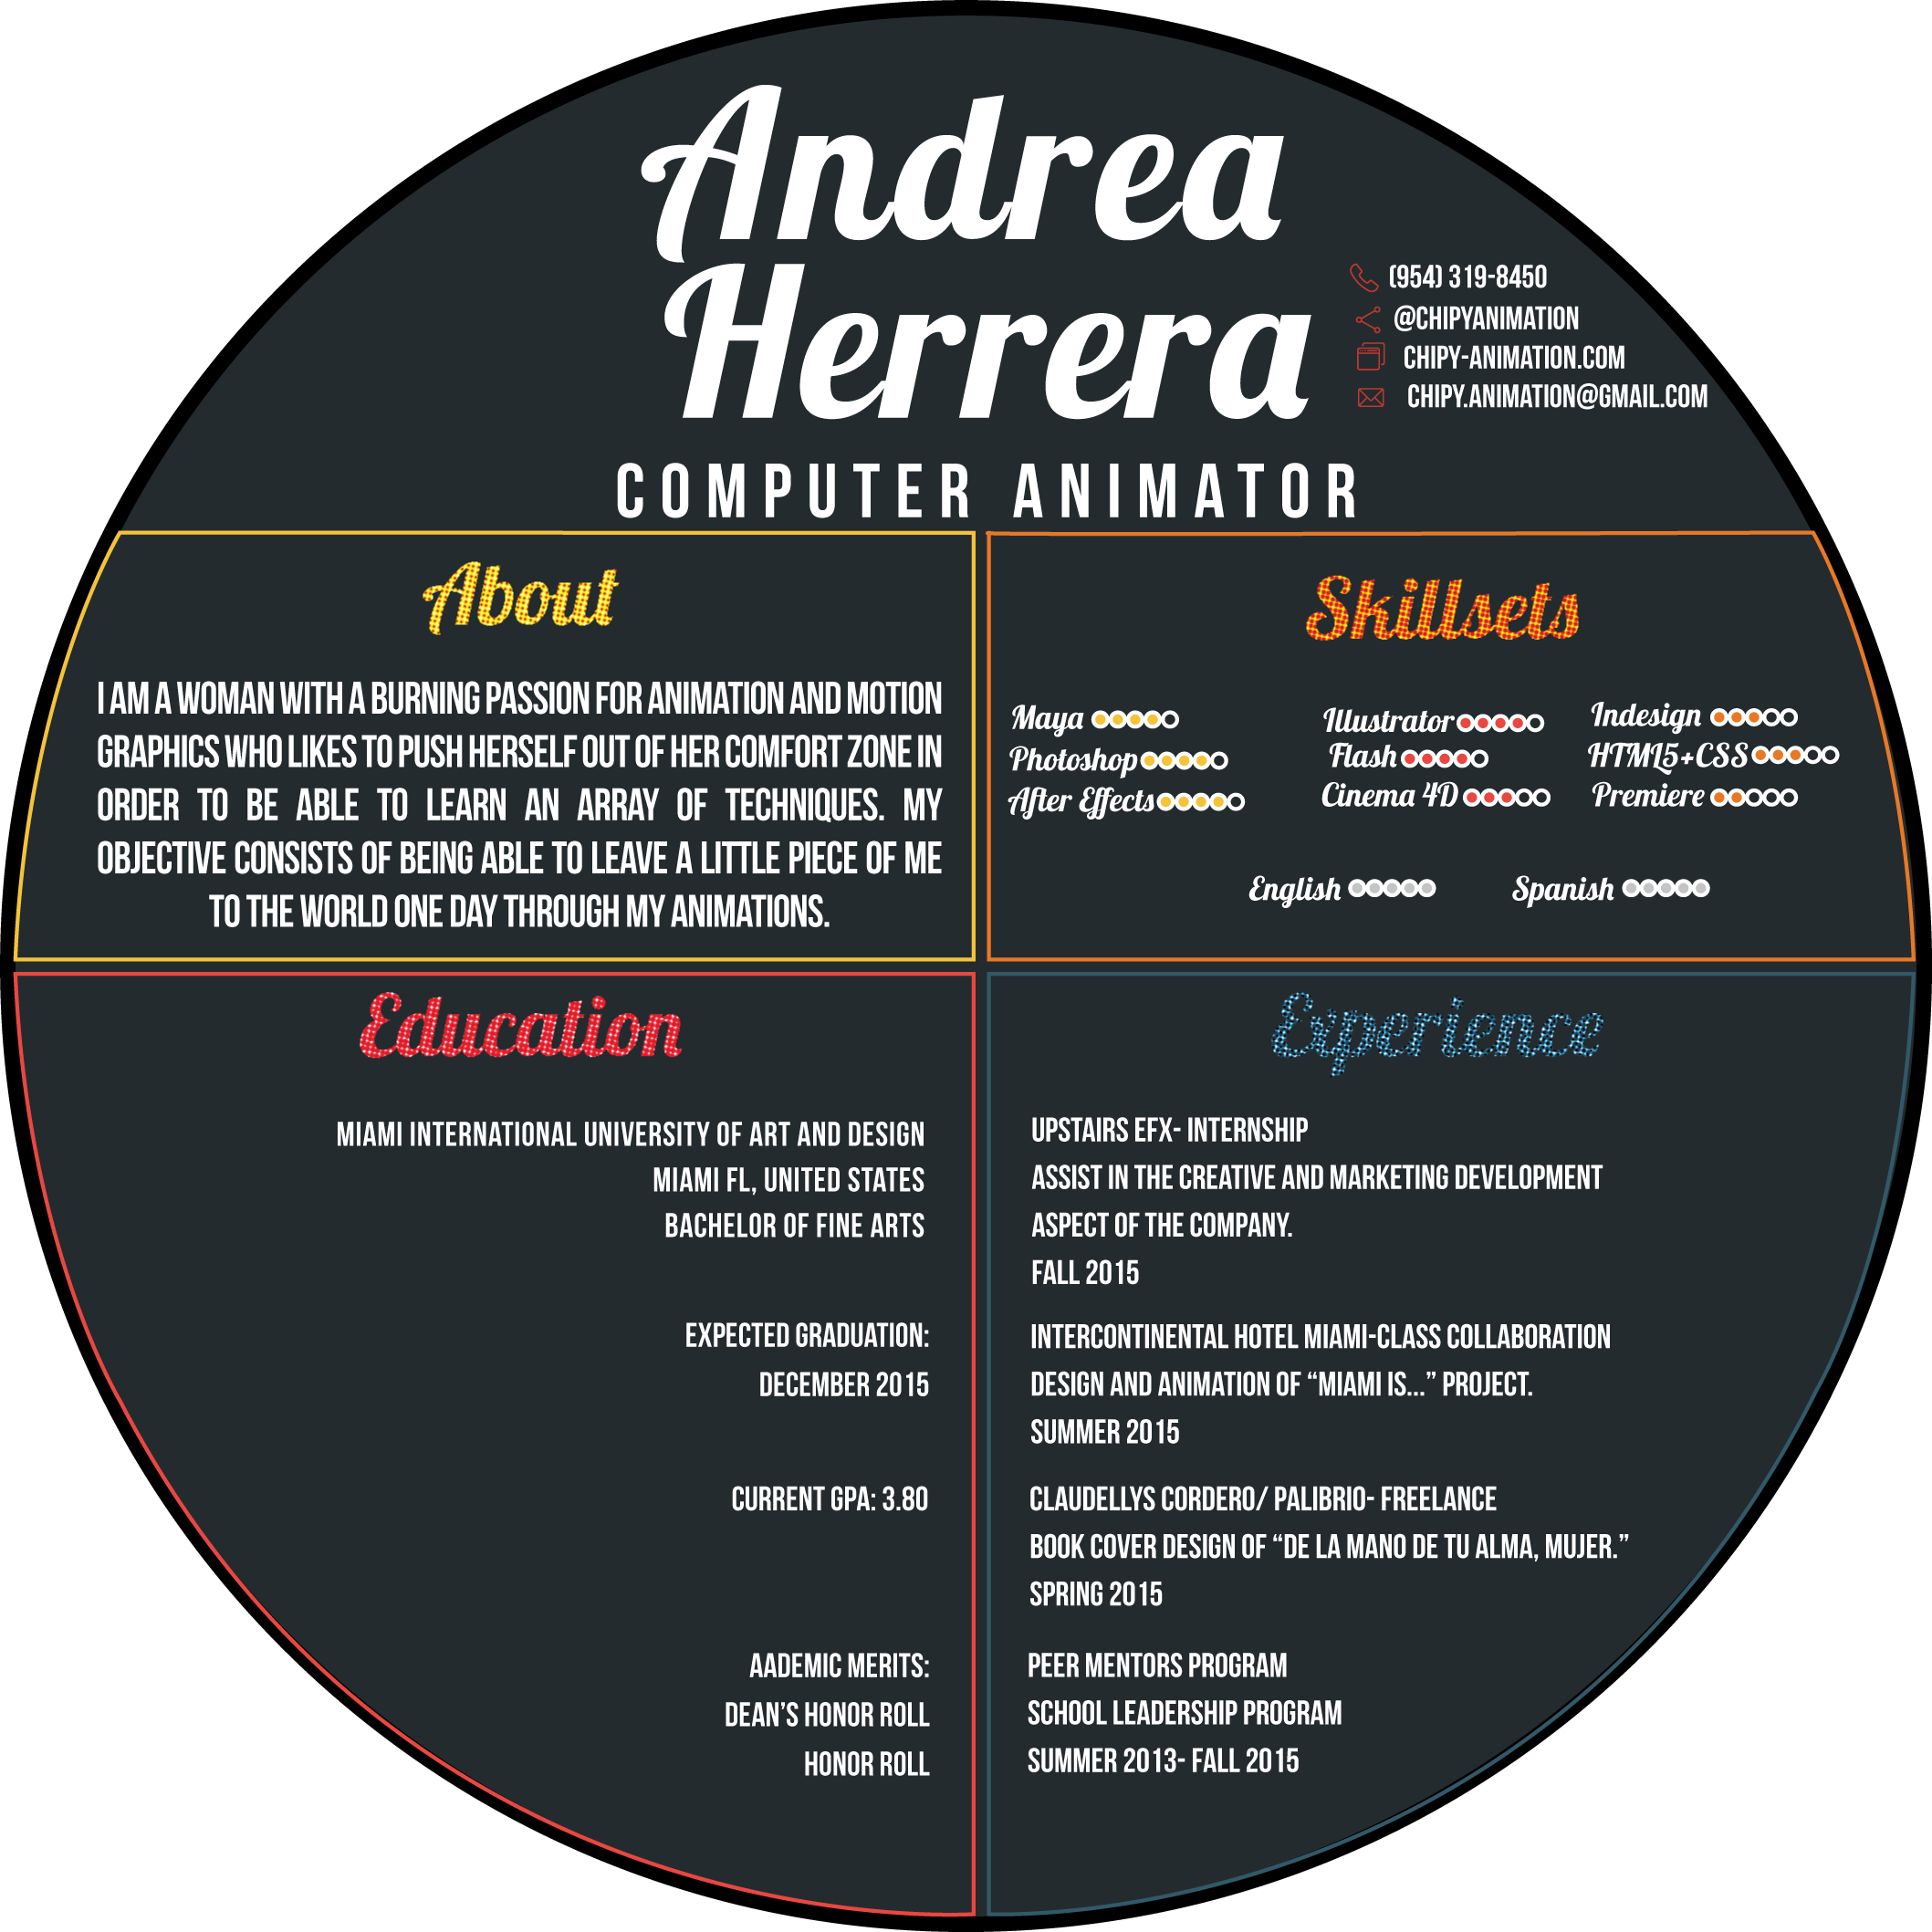 Andrea
Herrera
(954) 319-8450
@CHIPYANIMATION
CHIPY-ANIMATION.COM
CHIPY.ANIMATION@GMAIL.COM
COMPUTER ANIMATOR
About
I AM A WOMAN WITH A BURNING PASSION FOR ANIMATION AND MOTION
GRAPHICS WHO LIKES TO PUSH HERSELF OUT OF HER COMFORT ZONE IN
ORDER TO BE ABLE TO LEARN AN ARRAY OF TECHNIQUES. MY
OBJECTIVE CONSISTS OF BEING ABLE TO LEAVE A LITTLE PIECE OF ME
TO THE WORLD ONE DAY THROUGH MY ANIMATIONS.
Skillsets
Maya
Photoshop
After Effects
Illustrator
Flash
Cinema 4D
Indesign
HTML5+CSS
Premiere
English
Spanish
Education
MIAMI INTERNATIONAL UNIVERSITY OF ART AND DESIGN
MIAMI FL, UNITED STATES
BACHELOR OF FINE ARTS
EXPECTED GRADUATION:
DECEMBER 2015
CURRENT GPA: 3.80
AADEMIC MERITS:
DEAN'S HONOR ROLL
HONOR ROLL
Experience
UPSTAIRS EFX- INTERNSHIP
ASSIST IN THE CREATIVE AND MARKETING DEVELOPMENT
ASPECT OF THE COMPANY.
FALL 2015
INTERCONTINENTAL HOTEL MIAMI-CLASS COLLABORATION
DESIGN AND ANIMATION OF “MIAMI IS...” PROJECT.
SUMMER 2015
CLAUDELLYS CORDERO/ PALIBRIO- FREELANCE
BOOK COVER DESIGN OF “DE LA MANO DE TU ALMA, MUJER.”
SPRING 2015
PEER MENTORS PROGRAM
SCHOOL LEADERSHIP PROGRAM
SUMMER 2013- FALL 2015